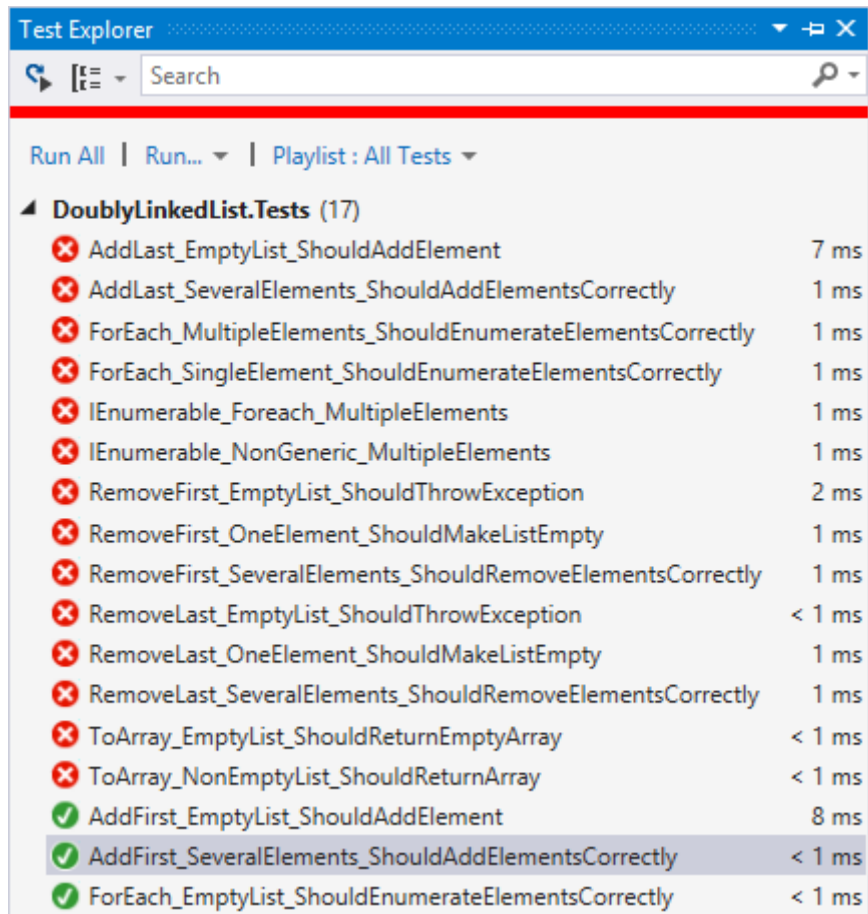 Test Explorer
Search
Run All | Run... | Playlist : All Tests
DoublyLinkedList.Tests (17)
AddLast_EmptyList_ShouldAddElement 7 ms
AddLast_SeveralElements_ShouldAddElementsCorrectly 1 ms
ForEach_MultipleElements_ShouldEnumerateElementsCorrectly 1 ms
ForEach_SingleElement_ShouldEnumerateElementsCorrectly 1 ms
IEnumerable_Foreach_MultipleElements 1 ms
IEnumerable_NonGeneric_MultipleElements 1 ms
RemoveFirst_EmptyList_ShouldThrowException 2 ms
RemoveFirst_OneElement_ShouldMakeListEmpty 1 ms
RemoveFirst_SeveralElements_ShouldRemoveElementsCorrectly 1 ms
RemoveLast_EmptyList_ShouldThrowException < 1 ms
RemoveLast_OneElement_ShouldMakeListEmpty 1 ms
RemoveLast_SeveralElements_ShouldRemoveElementsCorrectly 1 ms
ToArray_EmptyList_ShouldReturnEmptyArray < 1 ms
ToArray_NonEmptyList_ShouldReturnArray < 1 ms
AddFirst_EmptyList_ShouldAddElement 8 ms
AddFirst_SeveralElements_ShouldAddElementsCorrectly < 1 ms
ForEach_EmptyList_ShouldEnumerateElementsCorrectly < 1 ms